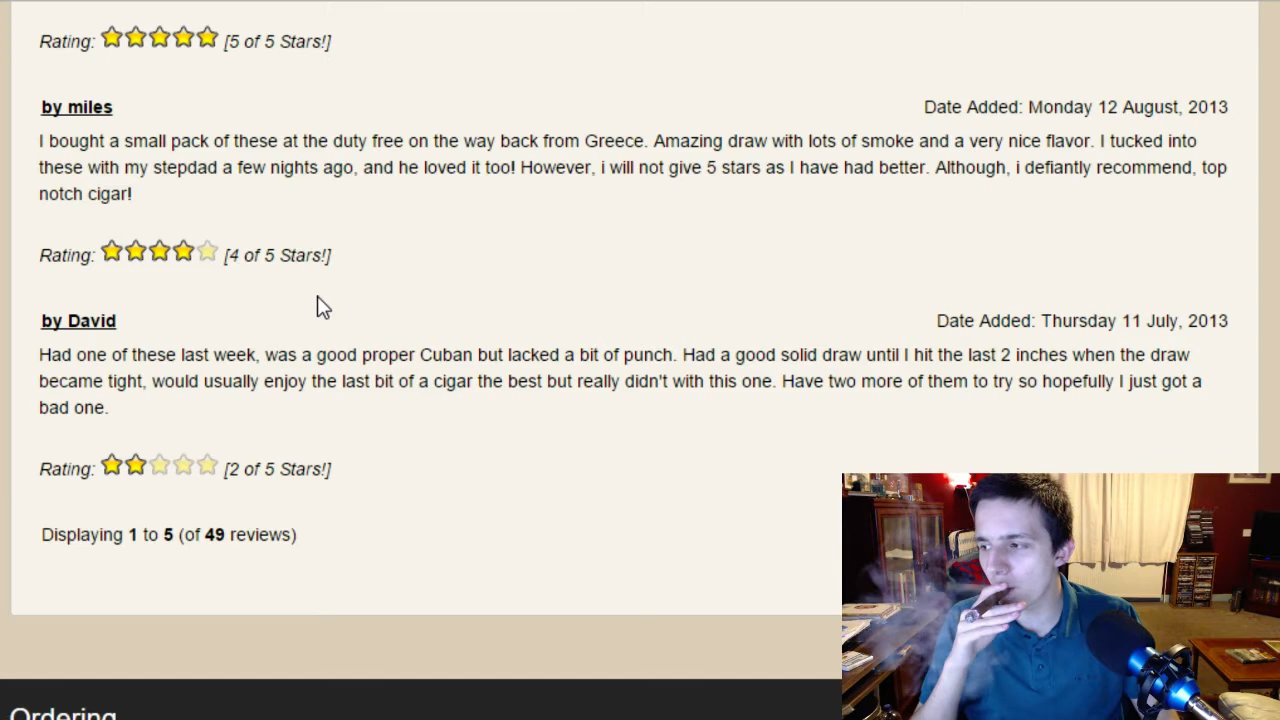 Rating: [5 of 5 Stars!]
by miles
Date Added: Monday 12 August, 2013
I bought a small pack of these at the duty free on the way back from Greece. Amazing draw with lots of smoke and a very nice flavor. I tucked into
these with my stepdad a few nights ago, and he loved it too! However, i will not give 5 stars as I have had better. Although, i defiantly recommend, top
notch cigar!
Rating: [4 of 5 Stars!]
by David
Date Added: Thursday 11 July, 2013
Had one of these last week, was a good proper Cuban but lacked a bit of punch. Had a good solid draw until I hit the last 2 inches when the draw
became tight, would usually enjoy the last bit of a cigar the best but really didn't with this one. Have two more of them to try so hopefully I just got a
bad one.
Rating: [2 of 5 Stars!]
Displaying 1 to 5 (of 49 reviews)
Ordering